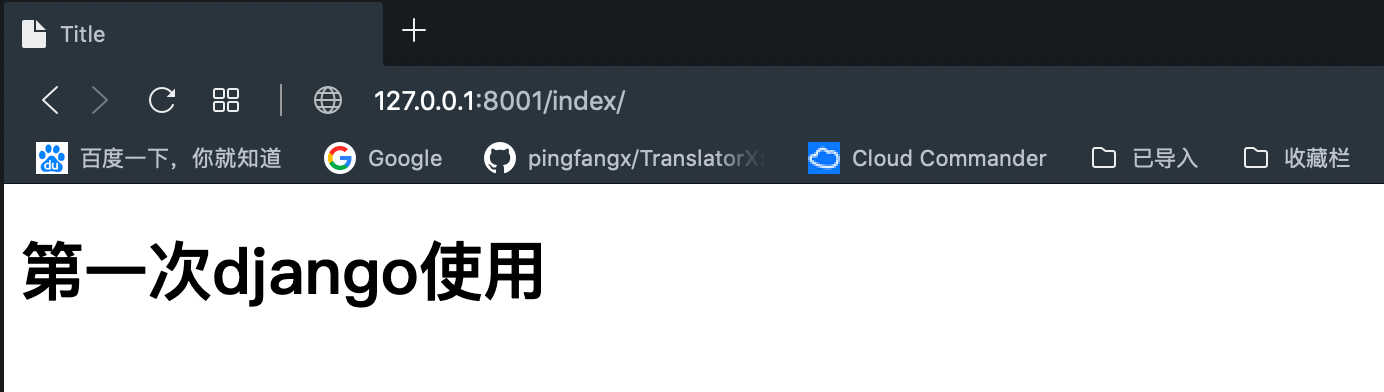 Title
127.0.0.1:8001/index/
百度一下，你就知道 Google pingfangx/TranslatorX Cloud Commander 已导入 收藏栏
第一次django使用